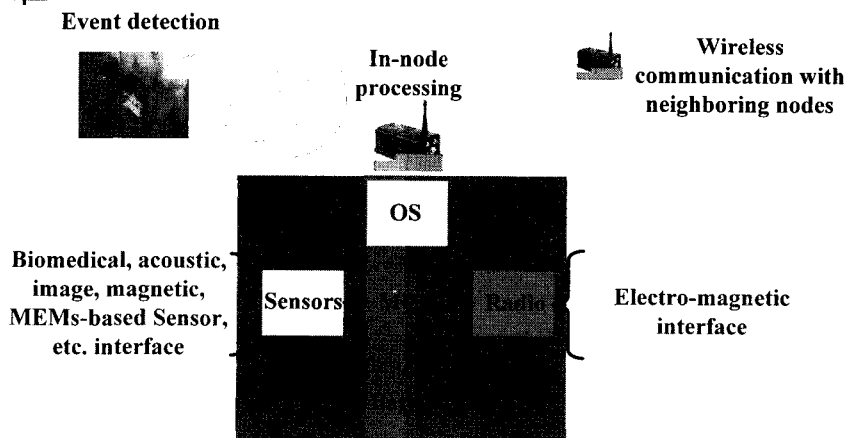 Event detection
In-node
processing
Wireless
communication with
neighboring nodes
OS
Biomedical, acoustic,
image, magnetic,
MEMs-based Sensor,
etc. interface
Sensors
Radio
Electro-magnetic
interface